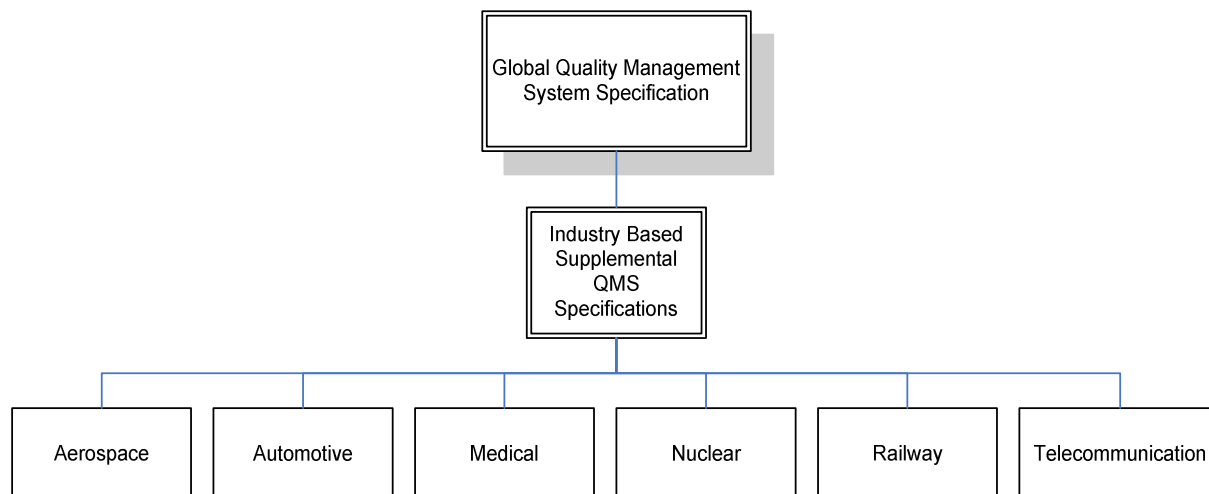 Global Quality Management
System Specification
Industry Based
Supplemental
QMS
Specifications
Aerospace
Automotive
Medical
Nuclear
Railway
Telecommunication